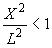 X²/L² < 1